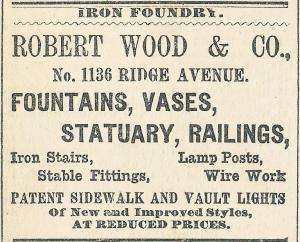 IRON FOUNDRY.
ROBERT WOOD & CO.,
No. 1136 RIDGE AVENUE.
FOUNTAINS, VASES,
STATUARY, RAILINGS,
Iron Stairs, Lamp Posts,
Stable Fittings, Wire Work
PATENT SIDEWALK AND VAULT LIGHTS
Of New and Improved Styles,
AT REDUCED PRICES.